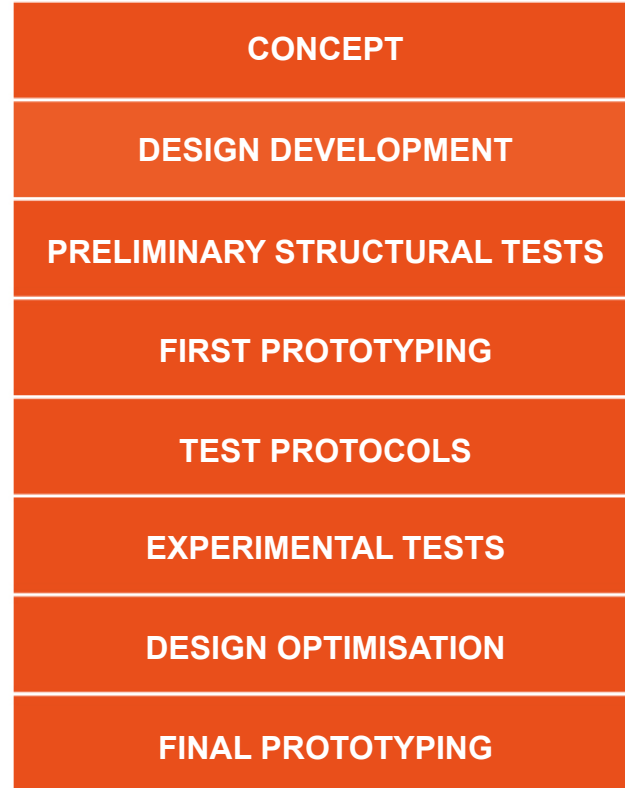 CONCEPT
DESIGN DEVELOPMENT
PRELIMINARY STRUCTURAL TESTS
FIRST PROTOTYPING
TEST PROTOCOLS
EXPERIMENTAL TESTS
DESIGN OPTIMISATION
FINAL PROTOTYPING